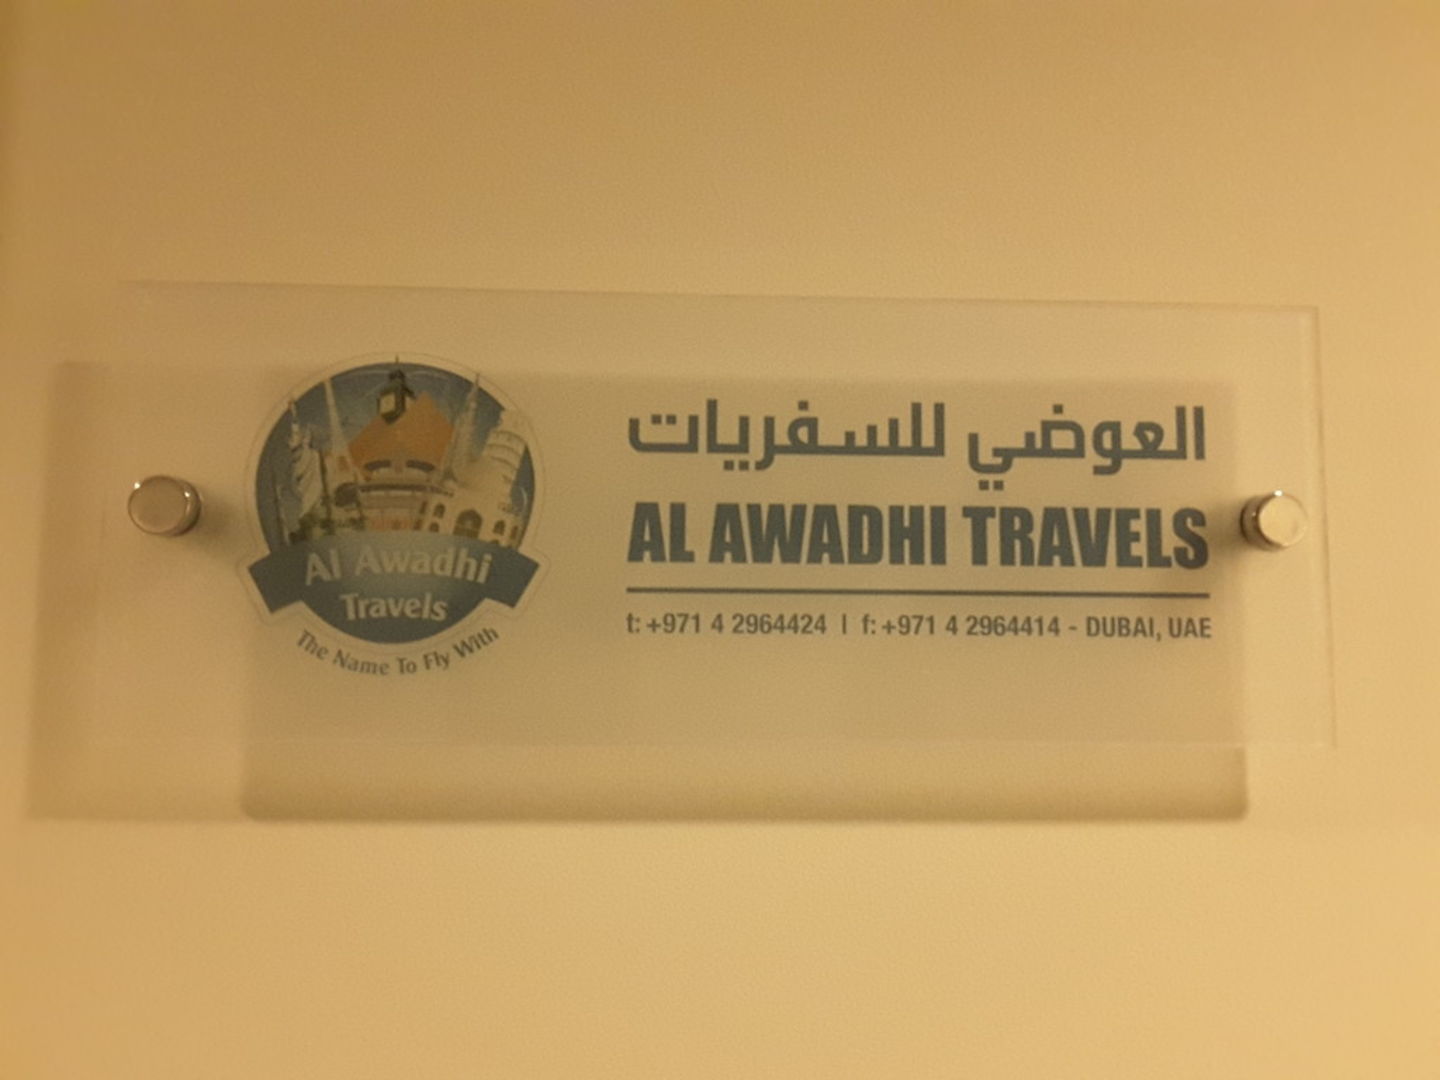 Al Awadhi
Travels
The Name To Fly With
العوضي للسفريات
AL AWADHI TRAVELS
t: +971 4 2964424 | f: +971 4 2964414 - DUBAI, UAE